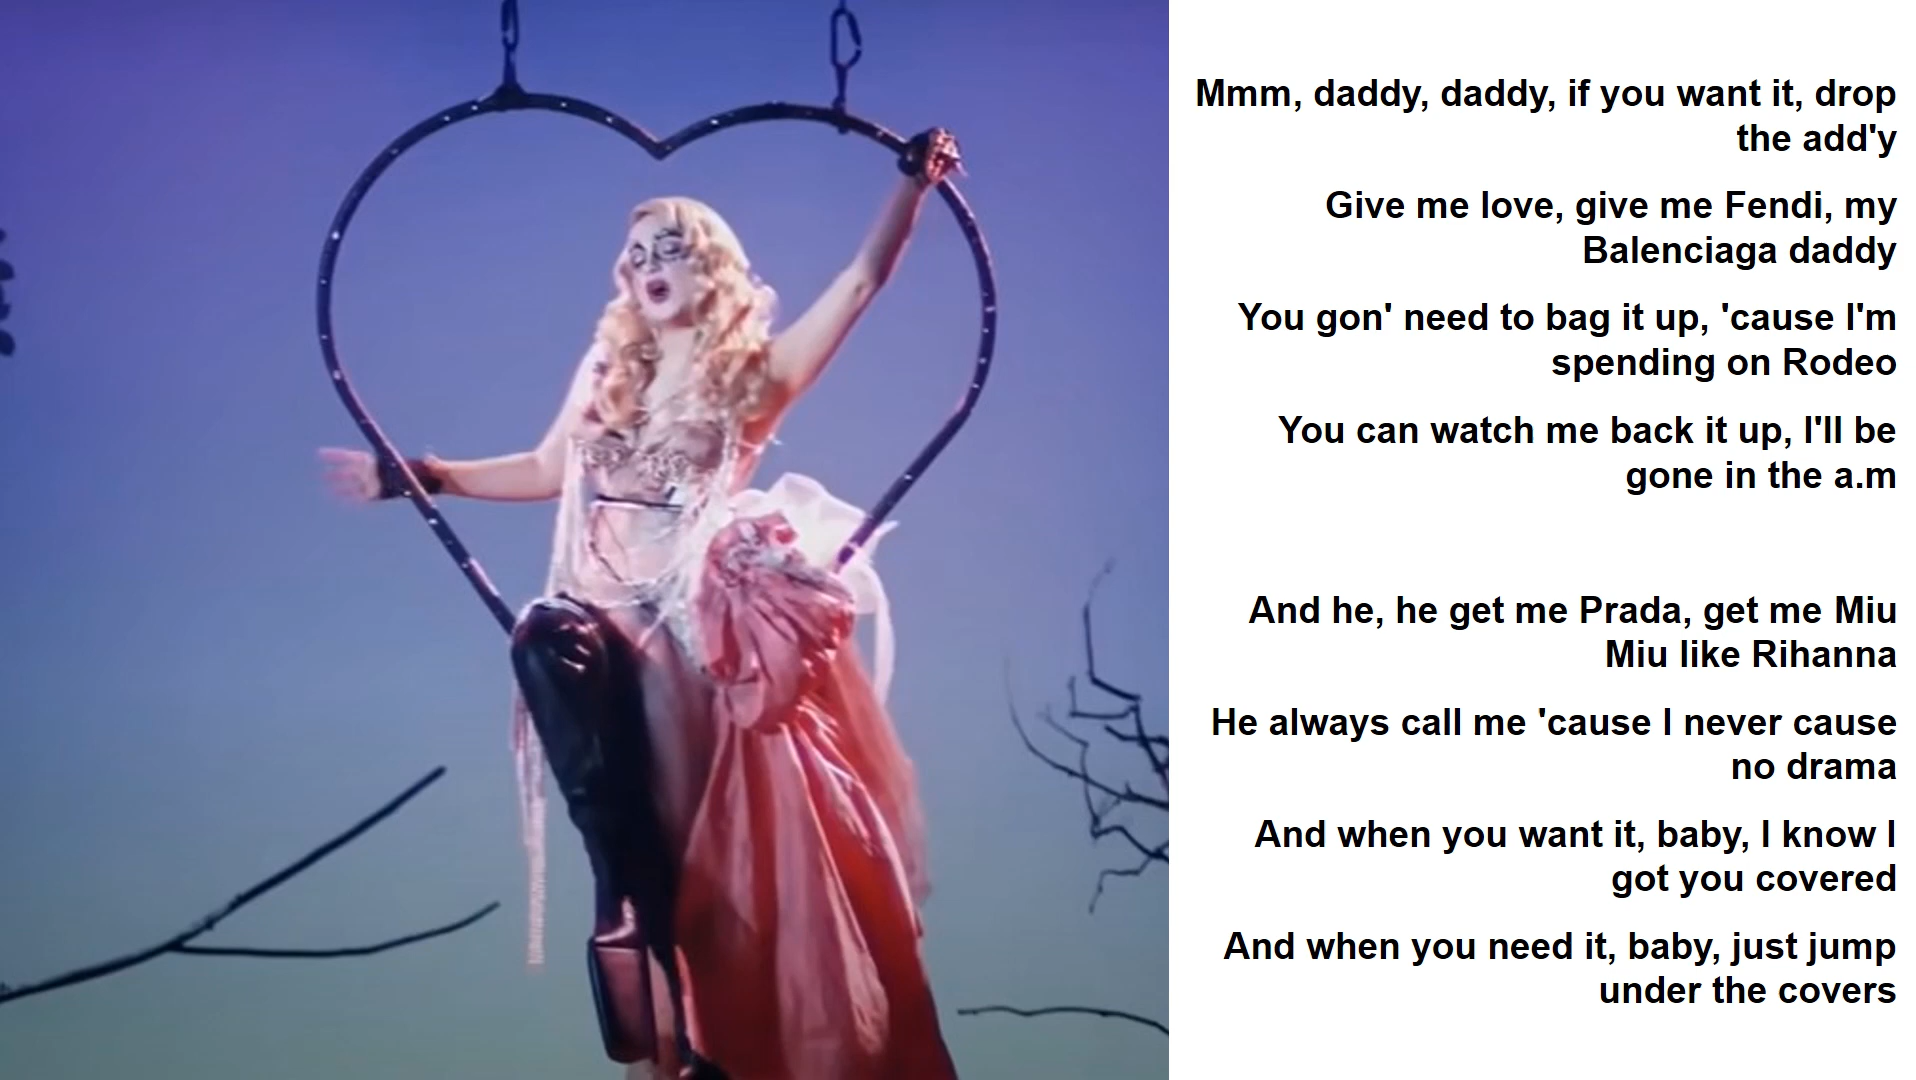 Mmm, daddy, daddy, if you want it, drop
the add'y
Give me love, give me Fendi, my
Balenciaga daddy
You gon' need to bag it up, 'cause I'm
spending on Rodeo
You can watch me back it up, I'll be
gone in the a.m
And he, he get me Prada, get me Miu
Miu like Rihanna
He always call me 'cause I never cause
no drama
And when you want it, baby, I know I
got you covered
And when you need it, baby, just jump
under the covers